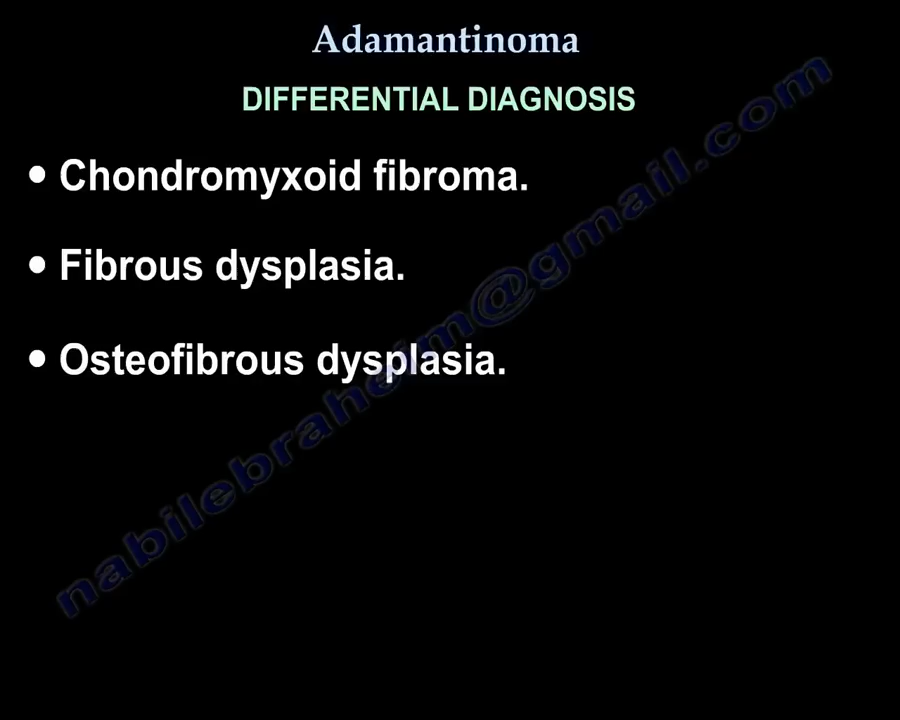 Adamantinoma
DIFFERENTIAL DIAGNOSIS
• Chondromyxoid fibroma.
• Fibrous dysplasia.
• Osteofibrous dysplasia.
nabilebraheim@gmail.com